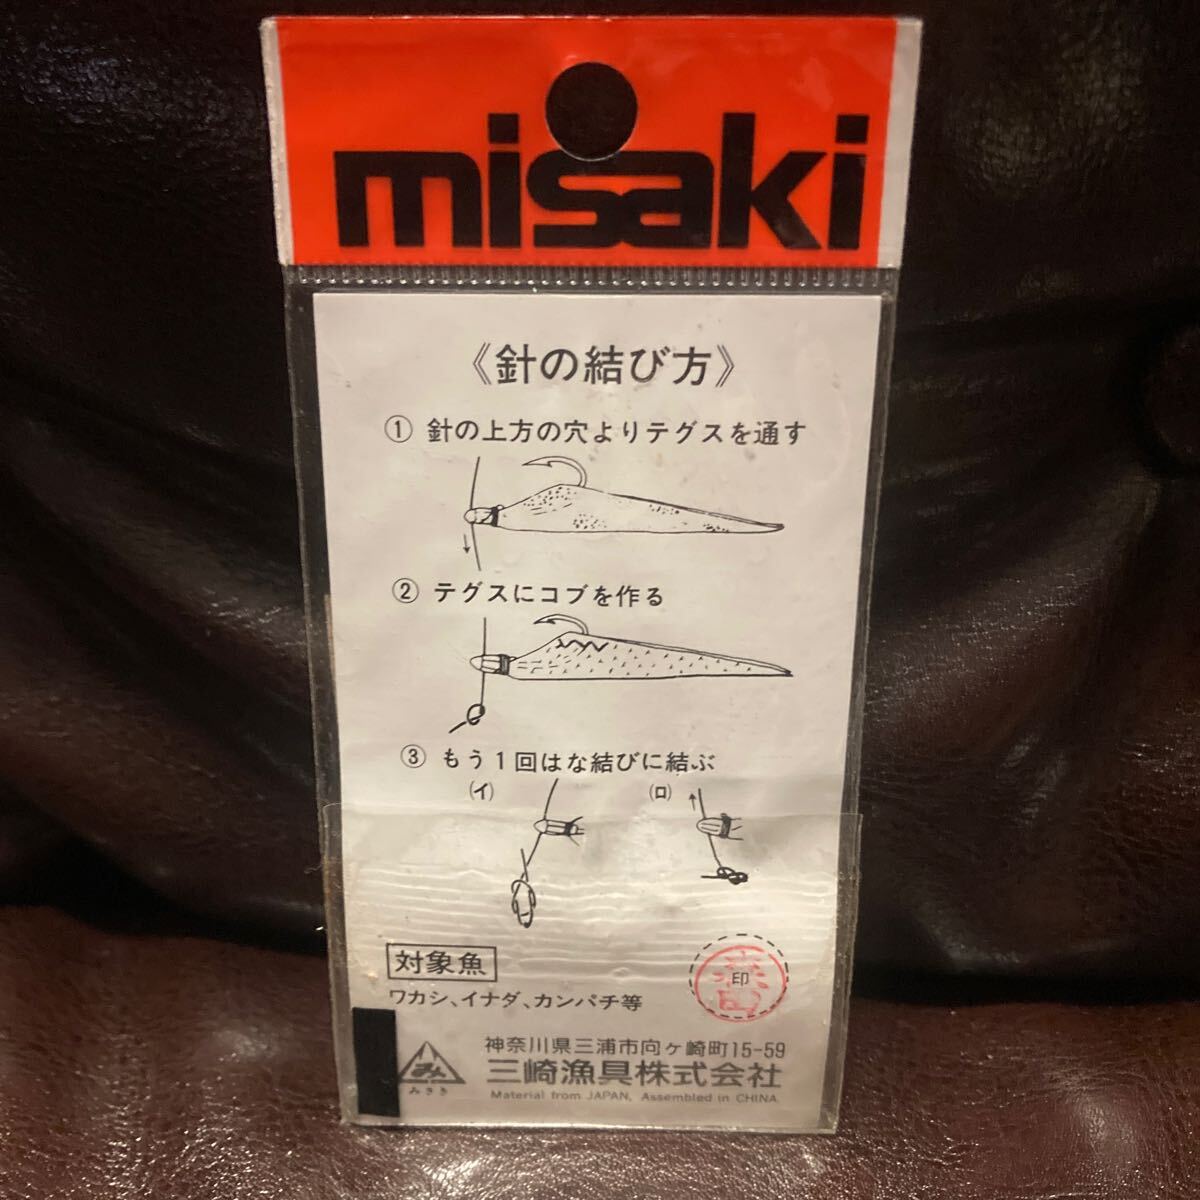 misaki
《針の結び方》
① 針の上方の穴よりテグスを通す
② テグスにコブを作る
③ もう1回はな結びに結ぶ
(イ) (ロ)
対象魚
ワカシ、イナダ、カンパチ等
印
神奈川県三浦市向ヶ崎町15-59
みさき
三崎漁具株式会社
Material from JAPAN, Assembled in CHINA